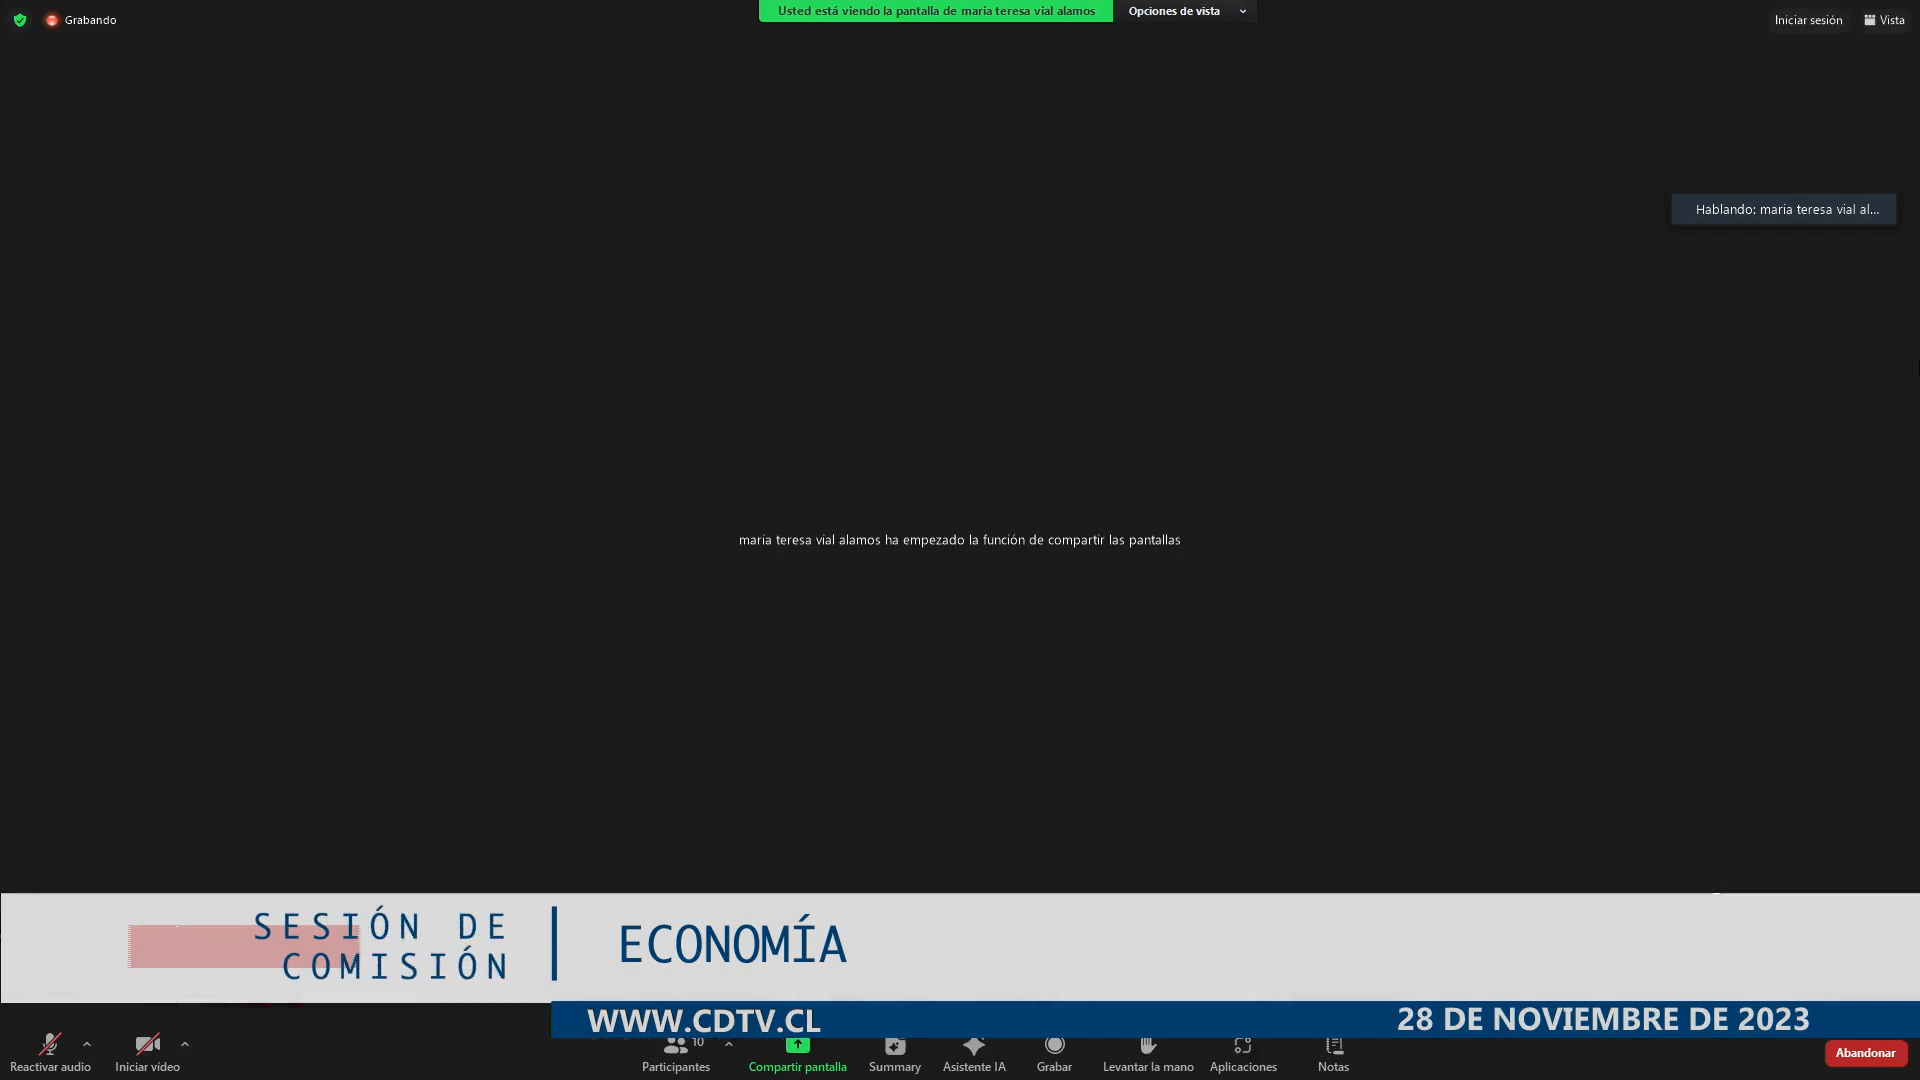 Grabando
Usted está viendo la pantalla de maria teresa vial alamos
Opciones de vista
Iniciar sesión
Vista
Hablando: maria teresa vial al...
maria teresa vial alamos ha empezado la función de compartir las pantallas
SESIÓN DE
COMISIÓN
ECONOMÍA
WWW.CDTV.CL
28 DE NOVIEMBRE DE 2023
Reactivar audio
Iniciar vídeo
10
Participantes
Compartir pantalla
Summary
Asistente IA
Grabar
Levantar la mano
Aplicaciones
Notas
Abandonar